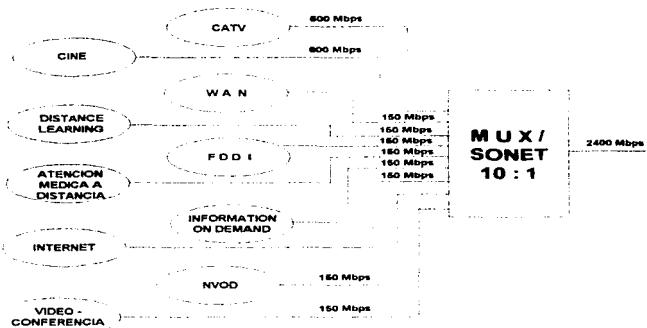 CATV
600 Mbps
CINE
600 Mbps
WAN
DISTANCE
LEARNING
FDDI
ATENCION
MEDICA A
DISTANCIA
INFORMATION
ON DEMAND
INTERNET
NVOD
150 Mbps
VIDEO -
CONFERENCIA
150 Mbps
150 Mbps
150 Mbps
150 Mbps
150 Mbps
150 Mbps
150 Mbps
MUX/
SONET
10 : 1
2400 Mbps